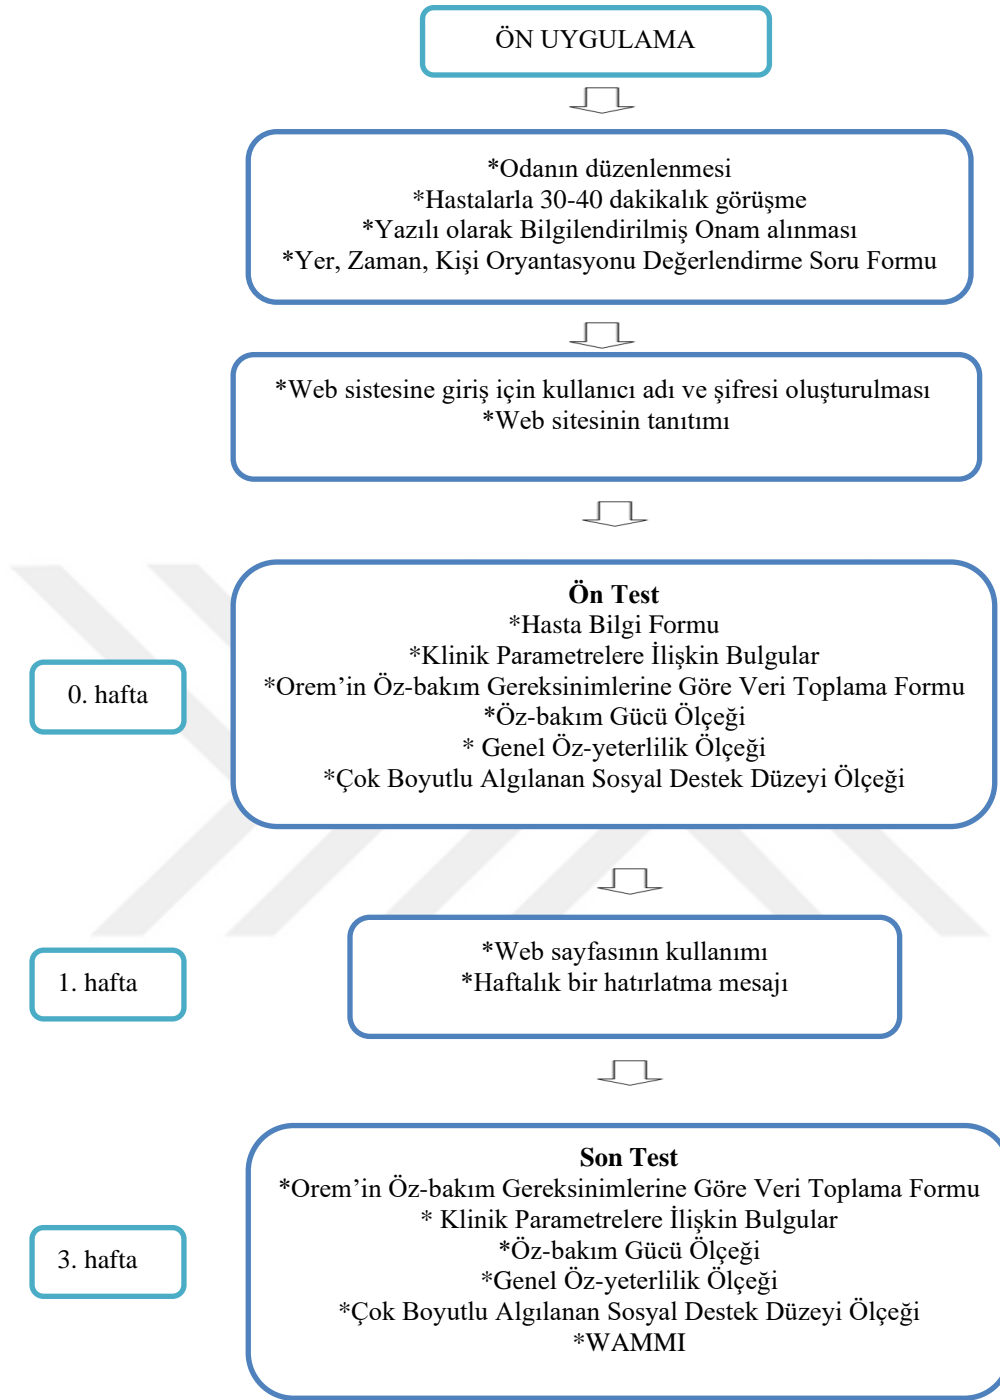 ÖN UYGULAMA
*Odanın düzenlenmesi
*Hastalarla 30-40 dakikalık görüşme
*Yazılı olarak Bilgilendirilmiş Onam alınması
*Yer, Zaman, Kişi Oryantasyonu Değerlendirme Soru Formu
*Web sistesine giriş için kullanıcı adı ve şifresi oluşturulması
*Web sitesinin tanıtımı
0. hafta
Ön Test
*Hasta Bilgi Formu
*Klinik Parametrelere İlişkin Bulgular
*Orem’in Öz-bakım Gereksinimlerine Göre Veri Toplama Formu
*Öz-bakım Gücü Ölçeği
* Genel Öz-yeterlilik Ölçeği
*Çok Boyutlu Algılanan Sosyal Destek Düzeyi Ölçeği
1. hafta
*Web sayfasının kullanımı
*Haftalık bir hatırlatma mesajı
3. hafta
Son Test
*Orem’in Öz-bakım Gereksinimlerine Göre Veri Toplama Formu
* Klinik Parametrelere İlişkin Bulgular
*Öz-bakım Gücü Ölçeği
*Genel Öz-yeterlilik Ölçeği
*Çok Boyutlu Algılanan Sosyal Destek Düzeyi Ölçeği
*WAMMI